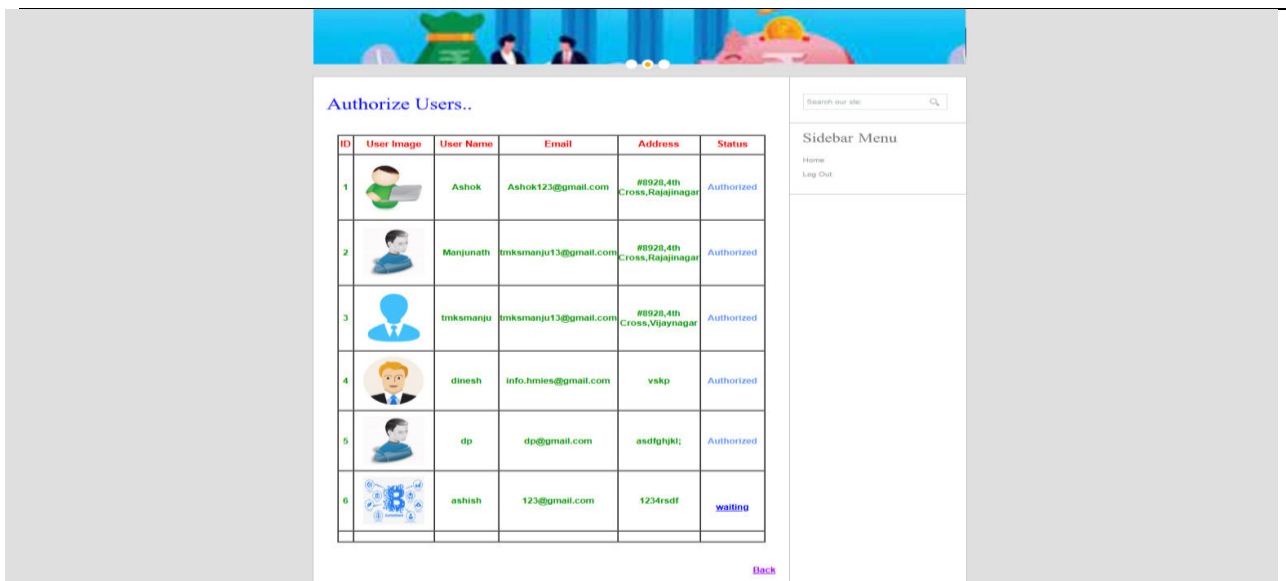 Authorize Users..
Search our site:
Sidebar Menu
Home
Log Out
ID User Image User Name Email Address Status
1 Ashok Ashok123@gmail.com #8928,4th Cross,Rajajinagar Authorized
2 Manjunath tmksmanju13@gmail.com #8928,4th Cross,Rajajinagar Authorized
3 tmksmanju tmksmanju13@gmail.com #8928,4th Cross,Vijaynagar Authorized
4 dinesh info.hmies@gmail.com vskp Authorized
5 dp dp@gmail.com asdfghjkl; Authorized
6 ashish 123@gmail.com 1234rsdf waiting
Back